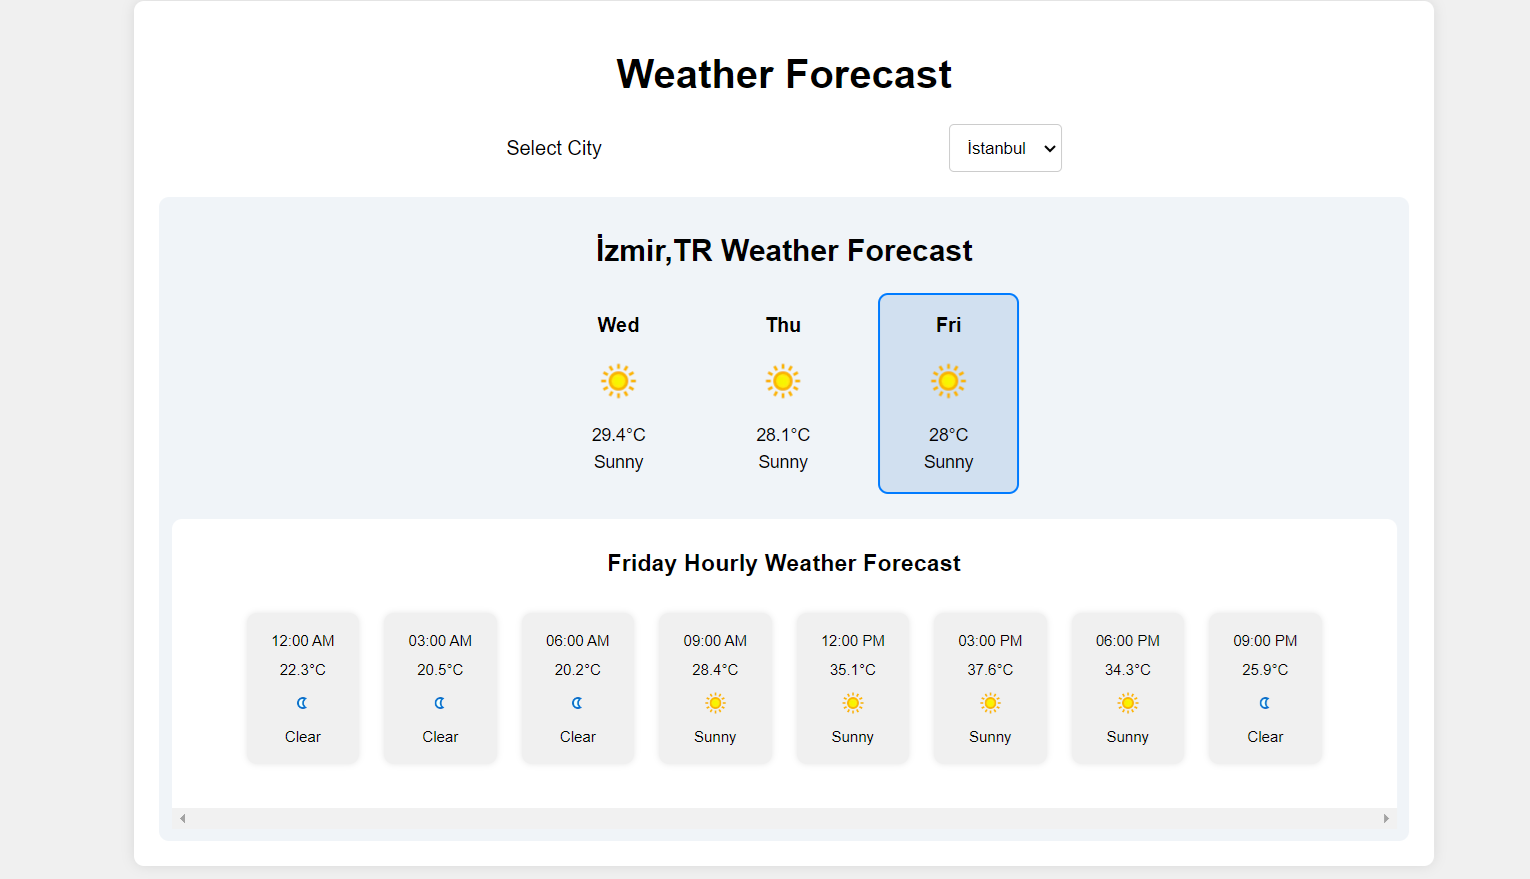 Weather Forecast
Select City
İstanbul
İzmir,TR Weather Forecast
Wed
Thu
Fri
29.4°C
28.1°C
28°C
Sunny
Sunny
Sunny
Friday Hourly Weather Forecast
12:00 AM
03:00 AM
06:00 AM
09:00 AM
12:00 PM
03:00 PM
06:00 PM
09:00 PM
22.3°C
20.5°C
20.2°C
28.4°C
35.1°C
37.6°C
34.3°C
25.9°C
Clear
Clear
Clear
Sunny
Sunny
Sunny
Sunny
Clear